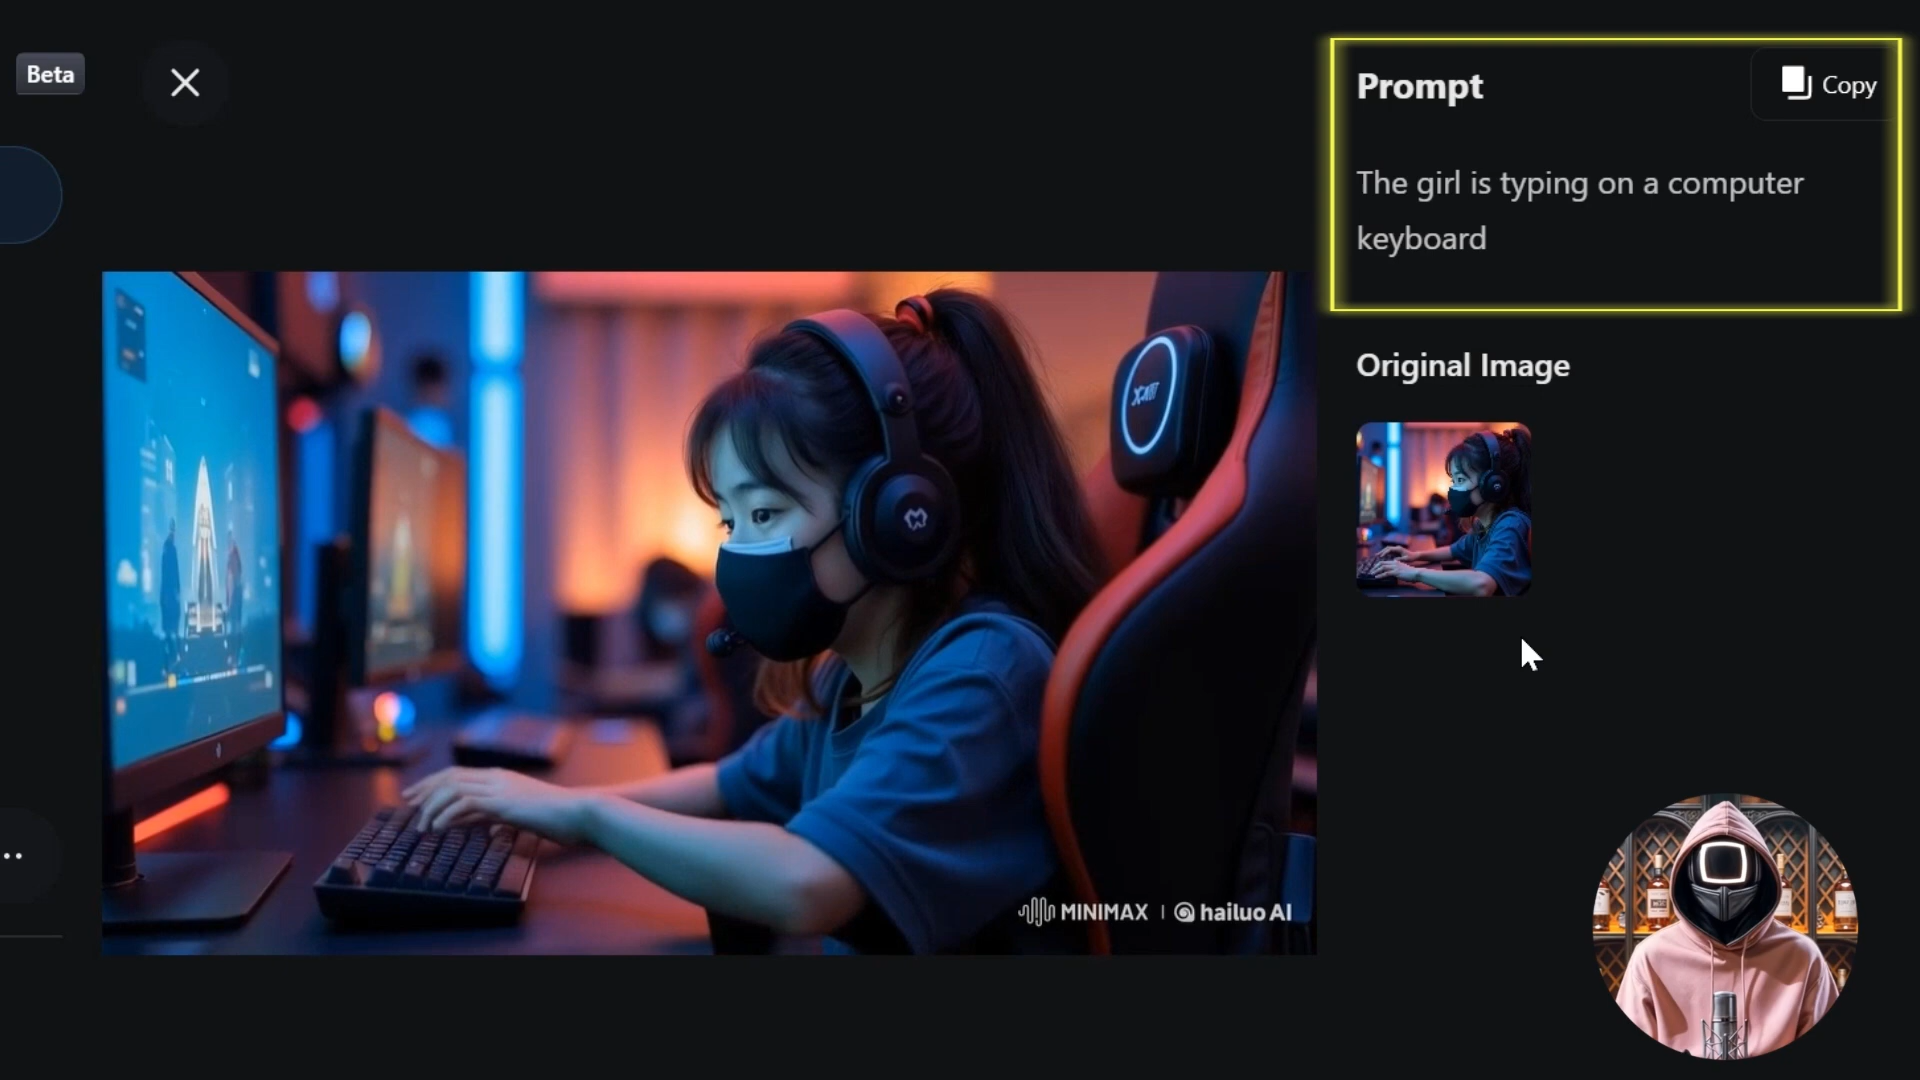 Beta
Prompt
Copy
The girl is typing on a computer
keyboard
Original Image
MINIMAX | hailuo AI